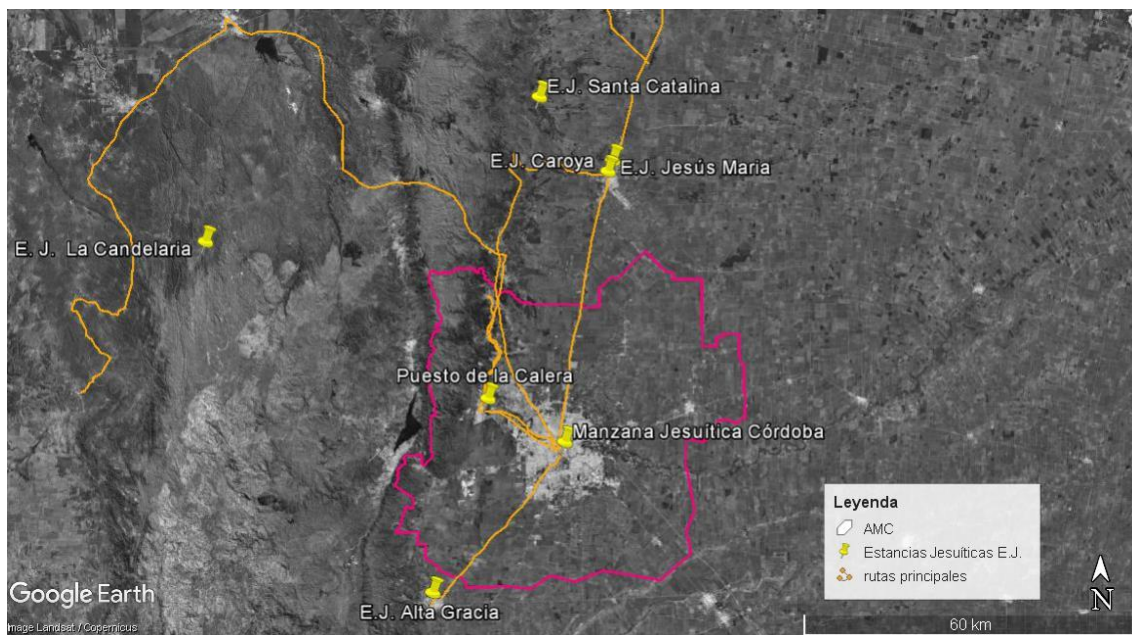 E.J. Santa Catalina
E.J. Caroya
E.J. Jesús Maria
E. J. La Candelaria
Puesto de la Calera
Manzana Jesuítica Córdoba
E.J. Alta Gracia
Leyenda
AMC
Estancias Jesuíticas E.J.
rutas principales
Google Earth
Image Landsat / Copernicus
N
60 km